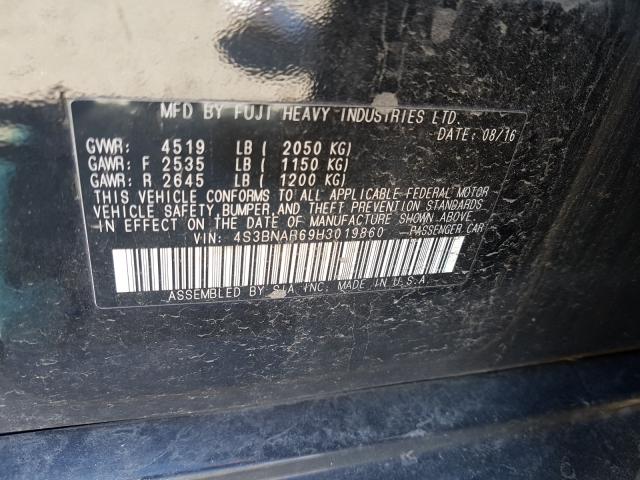 MFD BY FUJI HEAVY INDUSTRIES LTD.
DATE: 08/16
GVWR: 4519 LB ( 2050 KG)
GAWR: F 2535 LB ( 1150 KG)
GAWR: R 2645 LB ( 1200 KG)
THIS VEHICLE CONFORMS TO ALL APPLICABLE FEDERAL MOTOR
VEHICLE SAFETY, BUMPER, AND THEFT PREVENTION STANDARDS
IN EFFECT ON THE DATE OF MANUFACTURE SHOWN ABOVE.
VIN: 4S3BNAR69H3019860 PASSENGER CAR
ASSEMBLED BY SIA INC. MADE IN U.S.A.